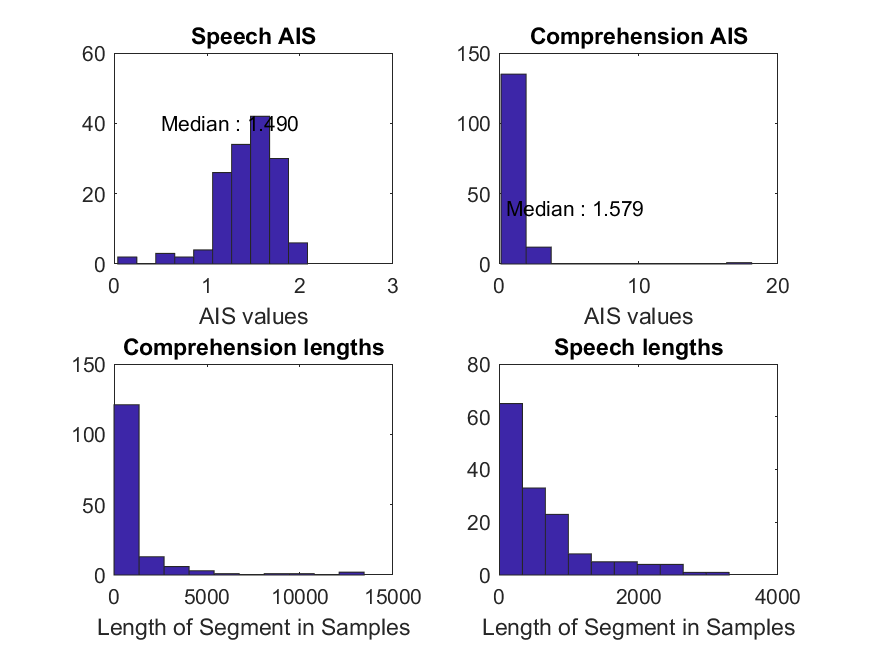 Speech AIS
60
40
20
0
Median : 1.490
0 1 2 3
AIS values
Comprehension AIS
150
100
50
0
Median : 1.579
0 10 20
AIS values
Comprehension lengths
150
100
50
0
0 5000 10000 15000
Length of Segment in Samples
Speech lengths
80
60
40
20
0
0 2000 4000
Length of Segment in Samples